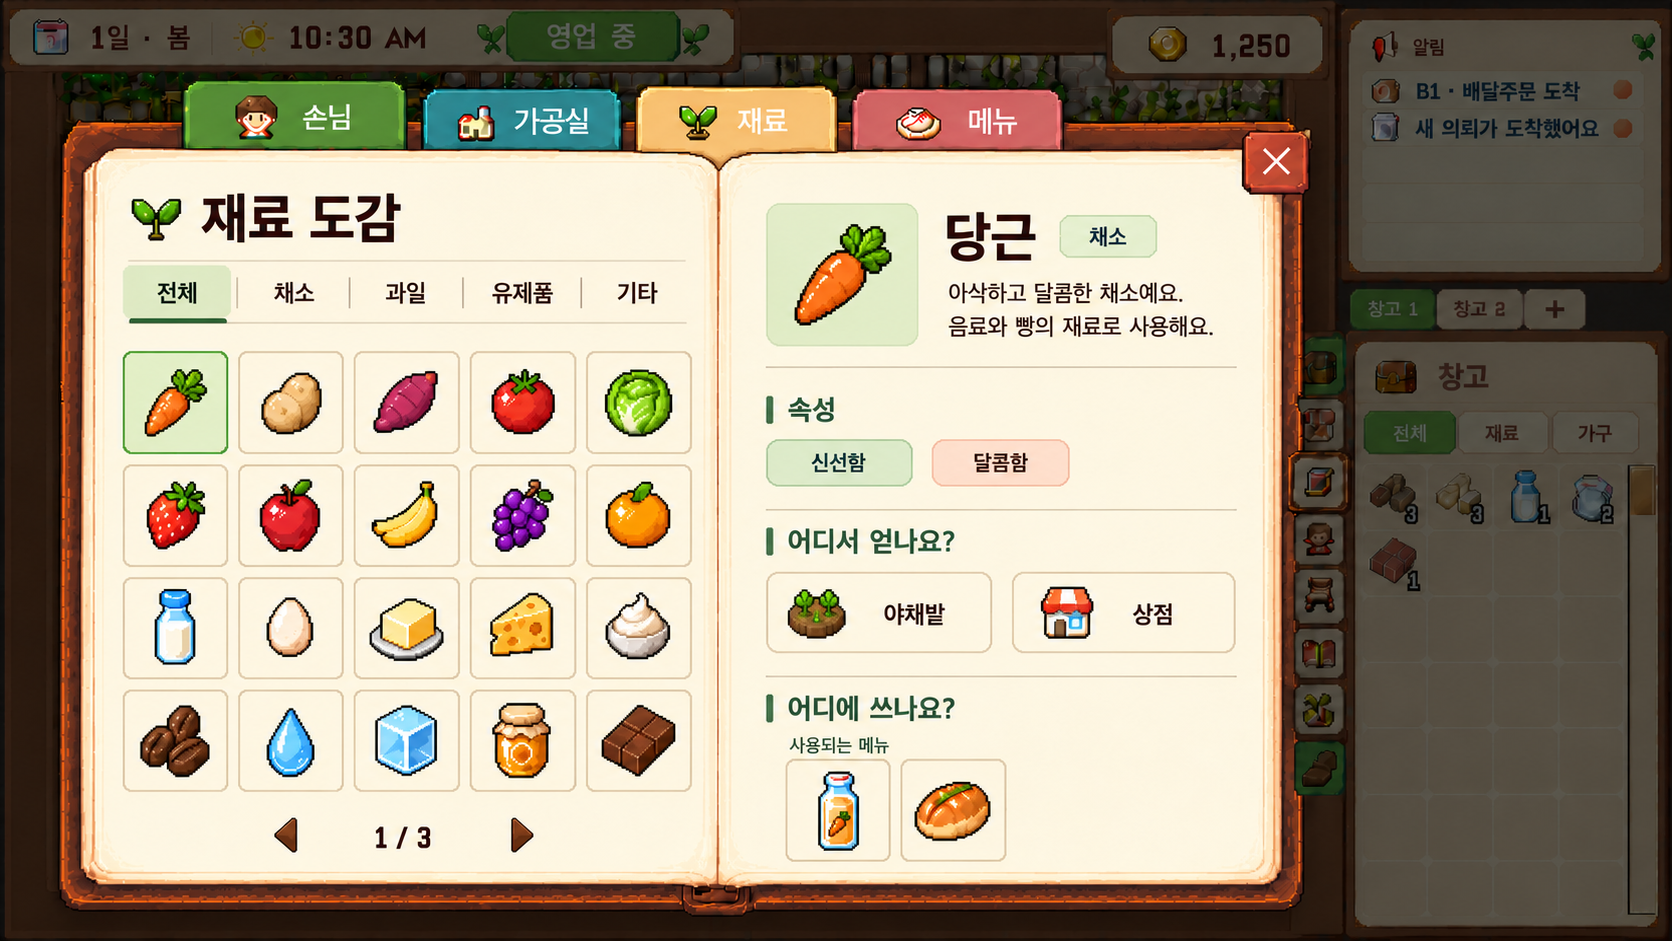 1일 · 봄
10:30 AM
영업 중
1,250
알림
B1 · 배달주문 도착
새 의뢰가 도착했어요
손님
가공실
재료
메뉴
재료 도감
전체
채소
과일
유제품
기타
1 / 3
당근
채소
아삭하고 달콤한 채소예요.
음료와 빵의 재료로 사용해요.
속성
신선함
달콤함
어디서 얻나요?
야채밭
상점
어디에 쓰나요?
사용되는 메뉴
창고 1
창고 2
+
창고
전체
재료
가구
3
3
1
2
1